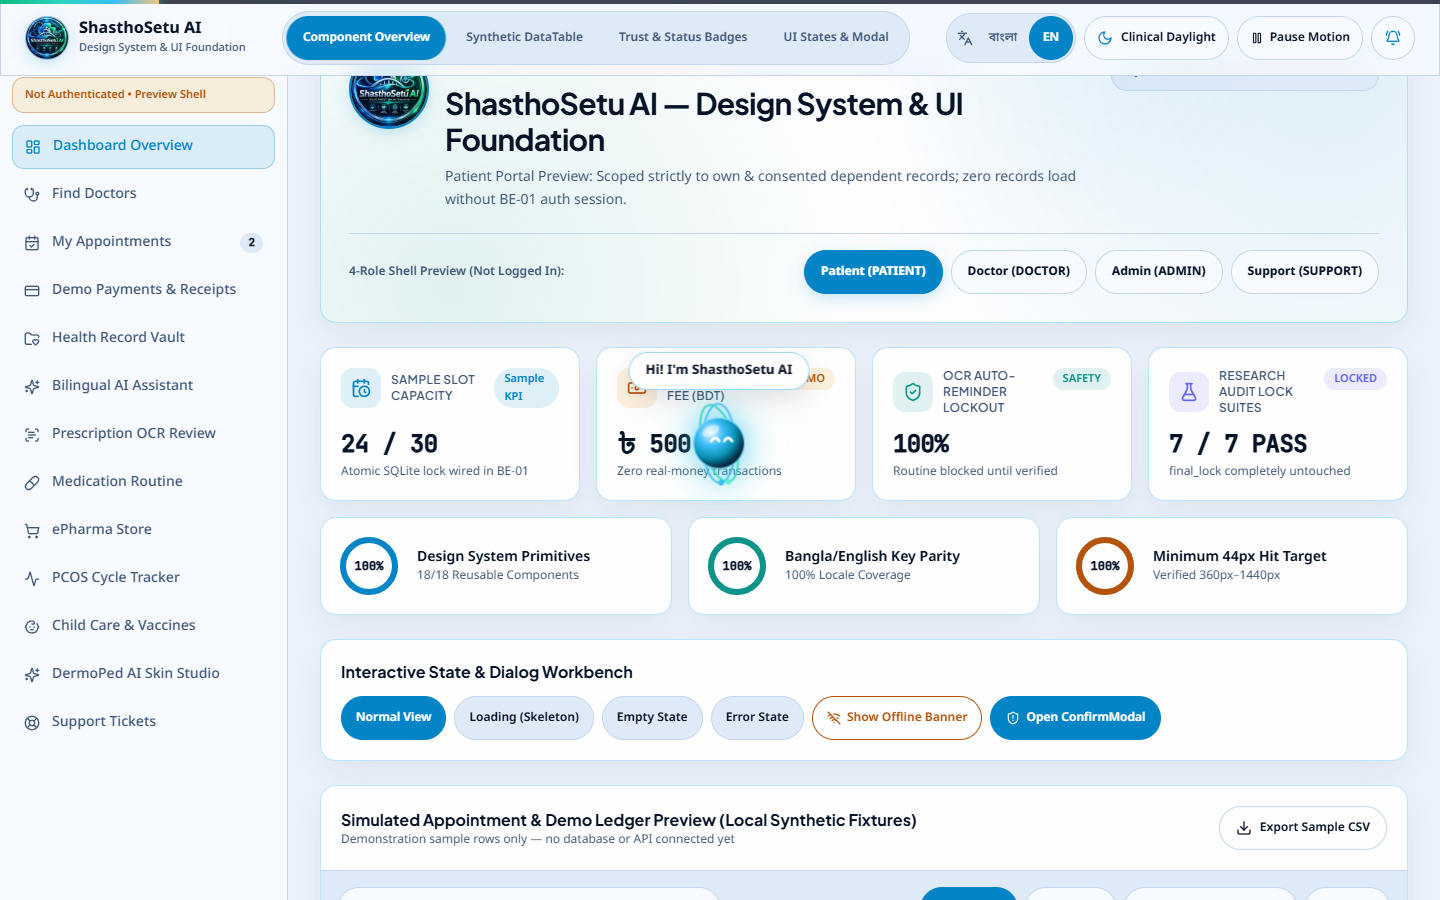 ShasthoSetu AI
Design System & UI Foundation
Component Overview
Synthetic DataTable
Trust & Status Badges
UI States & Modal
বাংলা
EN
Clinical Daylight
Pause Motion
Not Authenticated • Preview Shell
Dashboard Overview
Find Doctors
My Appointments
2
Demo Payments & Receipts
Health Record Vault
Bilingual AI Assistant
Prescription OCR Review
Medication Routine
ePharma Store
PCOS Cycle Tracker
Child Care & Vaccines
DermoPed AI Skin Studio
Support Tickets
ShasthoSetu AI
ShasthoSetu AI — Design System & UI
Foundation
Patient Portal Preview: Scoped strictly to own & consented dependent records; zero records load
without BE-01 auth session.
4-Role Shell Preview (Not Logged In):
Patient (PATIENT)
Doctor (DOCTOR)
Admin (ADMIN)
Support (SUPPORT)
SAMPLE SLOT
CAPACITY
Sample
KPI
24 / 30
Atomic SQLite lock wired in BE-01
Hi! I'm ShasthoSetu AI
MO
FEE (BDT)
৳ 500
Zero real-money transactions
OCR AUTO-
REMINDER
LOCKOUT
SAFETY
100%
Routine blocked until verified
RESEARCH
AUDIT LOCK
SUITES
LOCKED
7 / 7 PASS
final_lock completely untouched
100%
Design System Primitives
18/18 Reusable Components
100%
Bangla/English Key Parity
100% Locale Coverage
100%
Minimum 44px Hit Target
Verified 360px–1440px
Interactive State & Dialog Workbench
Normal View
Loading (Skeleton)
Empty State
Error State
Show Offline Banner
Open ConfirmModal
Simulated Appointment & Demo Ledger Preview (Local Synthetic Fixtures)
Demonstration sample rows only — no database or API connected yet
Export Sample CSV